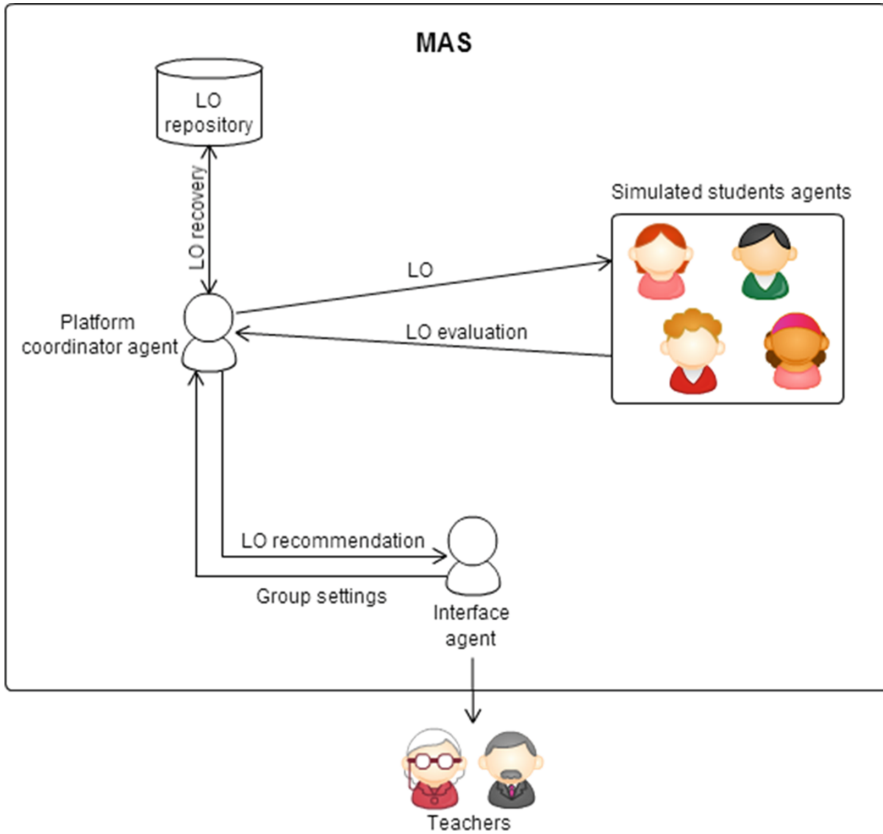 MAS
LO
repository
LO recovery
Simulated students agents
LO
Platform
coordinator agent
LO evaluation
LO recommendation
Group settings
Interface
agent
Teachers